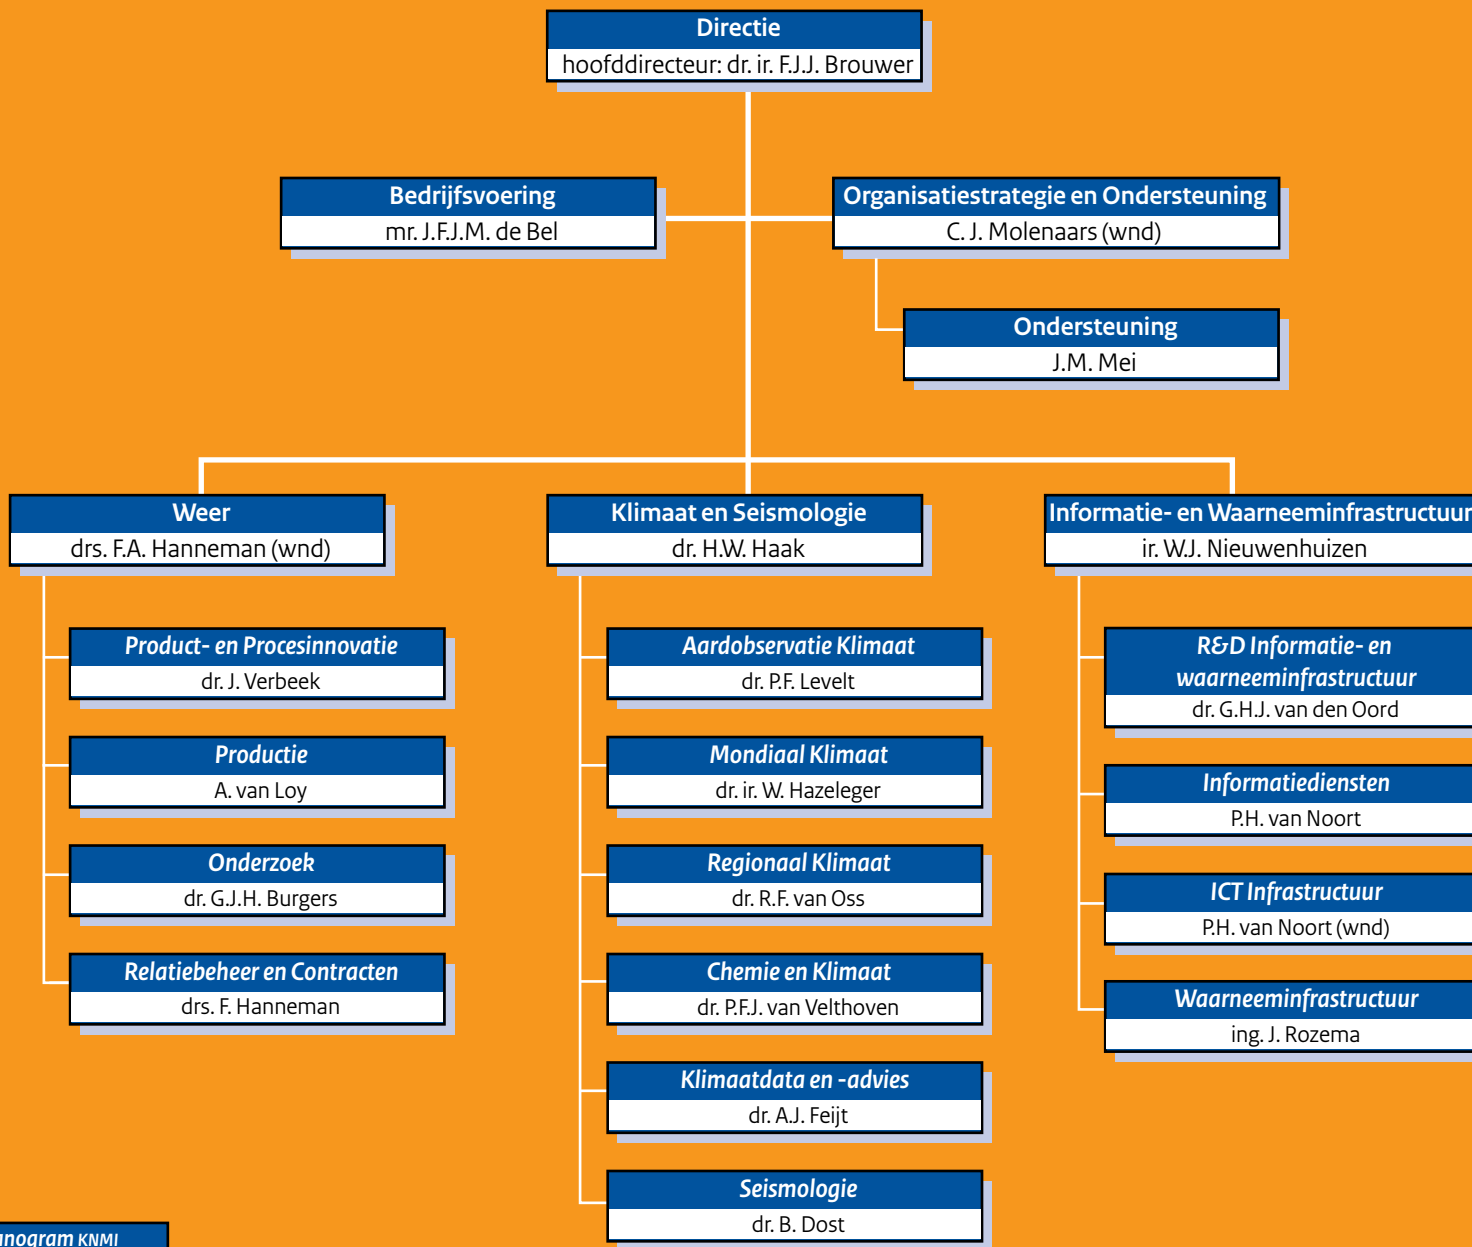 Directie
hoofddirecteur: dr. ir. F.J.J. Brouwer
Bedrijfsvoering
mr. J.F.J.M. de Bel
Organisatiestrategie en Ondersteuning
C. J. Molenaars (wnd)
Ondersteuning
J.M. Mei
Weer
drs. F.A. Hanneman (wnd)
Product- en Procesinnovatie
dr. J. Verbeek
Productie
A. van Loy
Onderzoek
dr. G.J.H. Burgers
Relatiebeheer en Contracten
drs. F. Hanneman
Klimaat en Seismologie
dr. H.W. Haak
Aardobservatie Klimaat
dr. P.F. Levelt
Mondiaal Klimaat
dr. ir. W. Hazeleger
Regionaal Klimaat
dr. R.F. van Oss
Chemie en Klimaat
dr. P.F.J. van Velthoven
Klimaatdata en -advies
dr. A.J. Feijt
Seismologie
dr. B. Dost
Informatie- en Waarneeminfrastructuur
ir. W.J. Nieuwenhuizen
R&D Informatie- en
waarneeminfrastructuur
dr. G.H.J. van den Oord
Informatiediensten
P.H. van Noort
ICT Infrastructuur
P.H. van Noort (wnd)
Waarneeminfrastructuur
ing. J. Rozema
KNMI